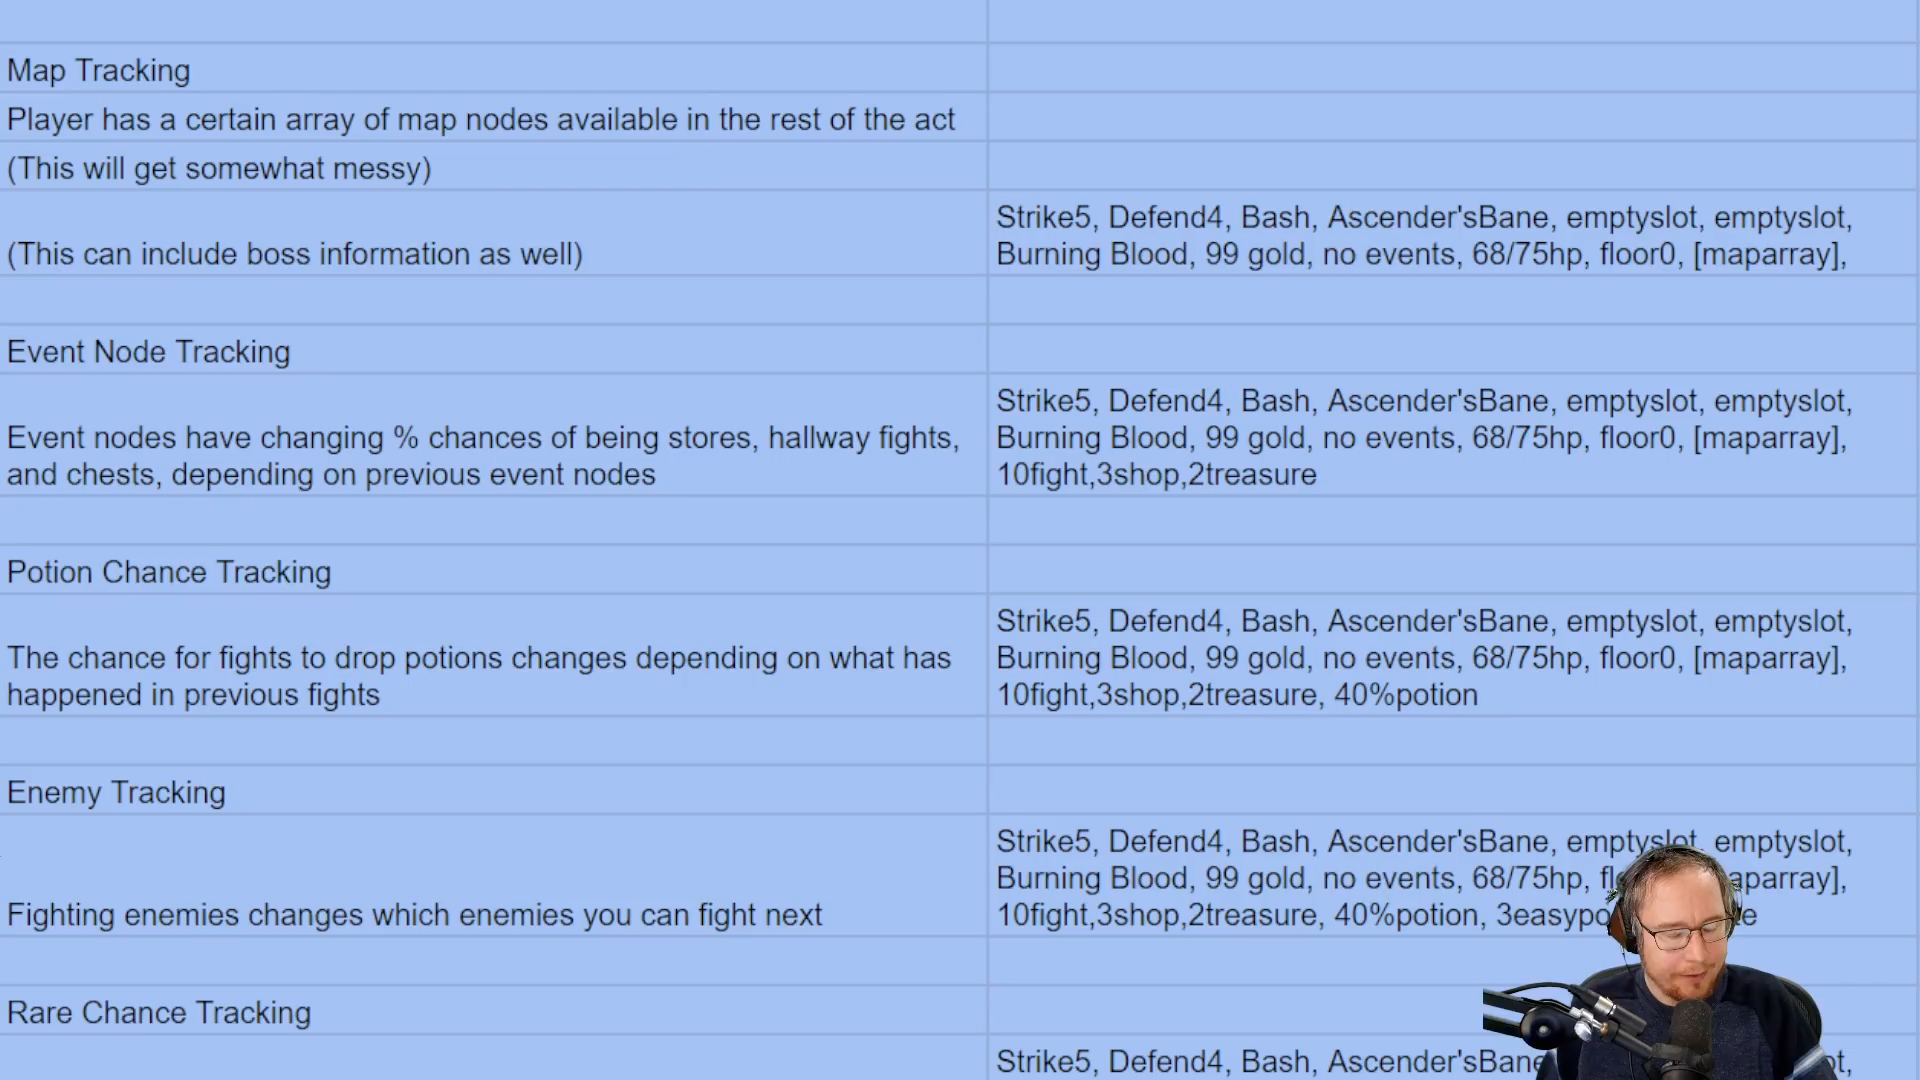 Map Tracking
Player has a certain array of map nodes available in the rest of the act
(This will get somewhat messy)
Strike5, Defend4, Bash, Ascender'sBane, emptyslot, emptyslot,
(This can include boss information as well)
Burning Blood, 99 gold, no events, 68/75hp, floor0, [maparray],
Event Node Tracking
Strike5, Defend4, Bash, Ascender'sBane, emptyslot, emptyslot,
Event nodes have changing % chances of being stores, hallway fights,
Burning Blood, 99 gold, no events, 68/75hp, floor0, [maparray],
and chests, depending on previous event nodes
10fight,3shop,2treasure
Potion Chance Tracking
Strike5, Defend4, Bash, Ascender'sBane, emptyslot, emptyslot,
The chance for fights to drop potions changes depending on what has
Burning Blood, 99 gold, no events, 68/75hp, floor0, [maparray],
happened in previous fights
10fight,3shop,2treasure, 40%potion
Enemy Tracking
Strike5, Defend4, Bash, Ascender'sBane, emptyslot, emptyslot,
Burning Blood, 99 gold, no events, 68/75hp,
Fighting enemies changes which enemies you can fight next
10fight,3shop,2treasure, 40%potion,
Rare Chance Tracking
Strike5, Defend4, Bash,